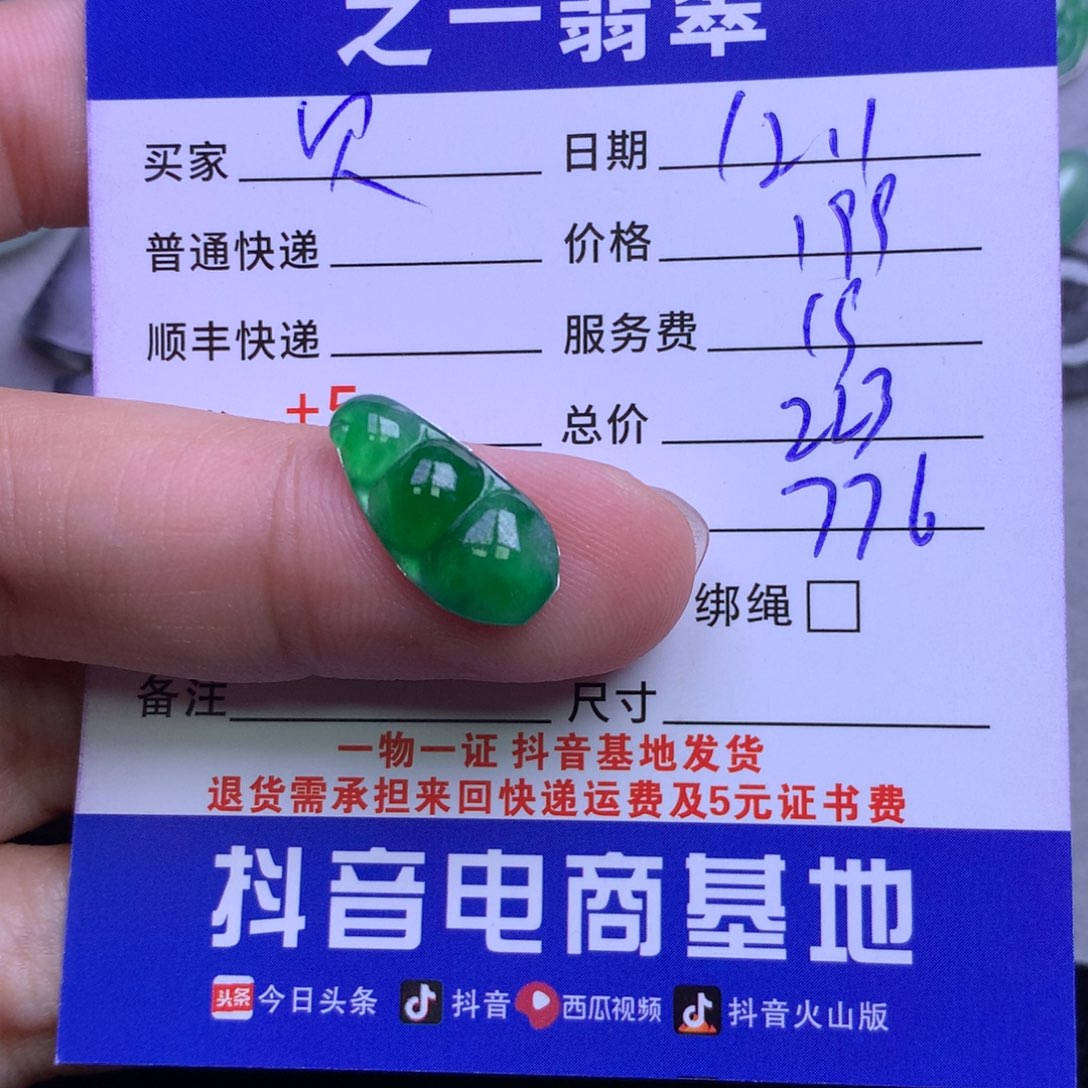 之一翡翠
买家 日期 12.11
普通快递 价格 199
顺丰快递 服务费 15
+5 总价
776
绑绳
备注 尺寸
一物一证 抖音基地发货
退货需承担来回快递运费及5元证书费
抖音电商基地
头条 今日头条 抖音 西瓜视频 抖音火山版